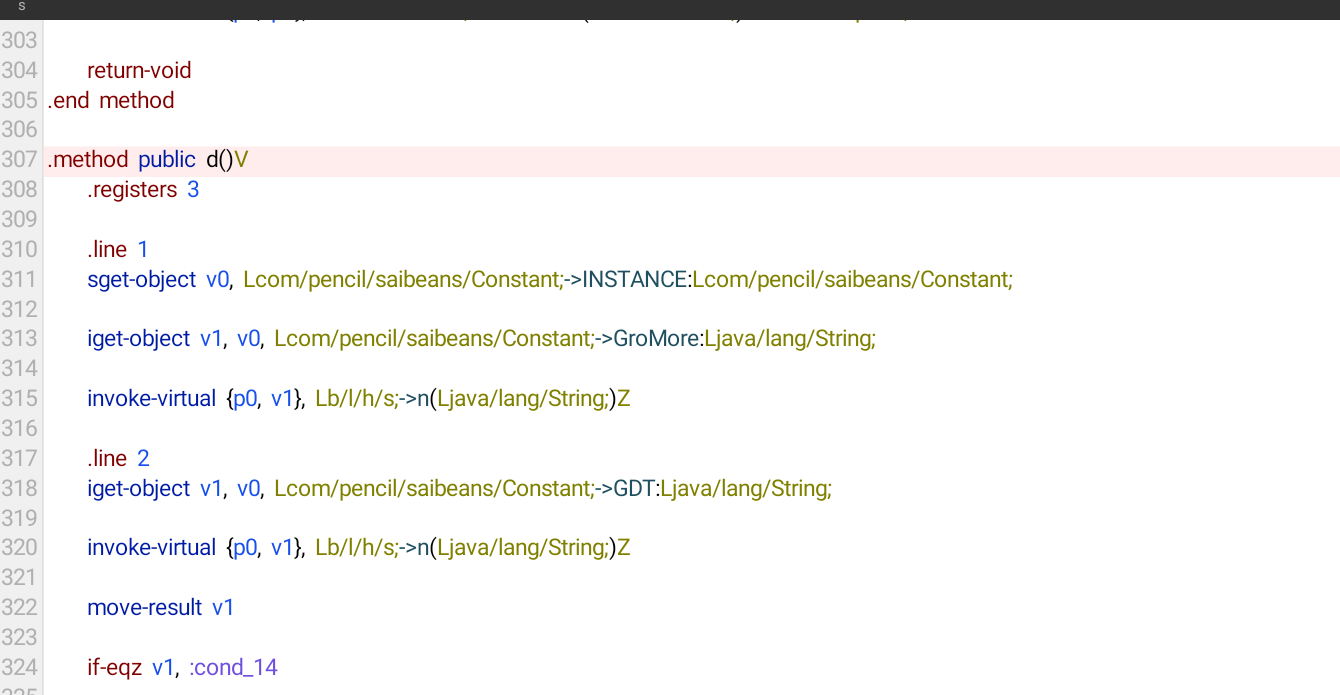 s
303
304 return-void
305 .end method
306
307 .method public d()V
308 .registers 3
309
310 .line 1
311 sget-object v0, Lcom/pencil/saibeans/Constant;->INSTANCE:Lcom/pencil/saibeans/Constant;
312
313 iget-object v1, v0, Lcom/pencil/saibeans/Constant;->GroMore:Ljava/lang/String;
314
315 invoke-virtual {p0, v1}, Lb/l/h/s;->n(Ljava/lang/String;)Z
316
317 .line 2
318 iget-object v1, v0, Lcom/pencil/saibeans/Constant;->GDT:Ljava/lang/String;
319
320 invoke-virtual {p0, v1}, Lb/l/h/s;->n(Ljava/lang/String;)Z
321
322 move-result v1
323
324 if-eqz v1, :cond_14